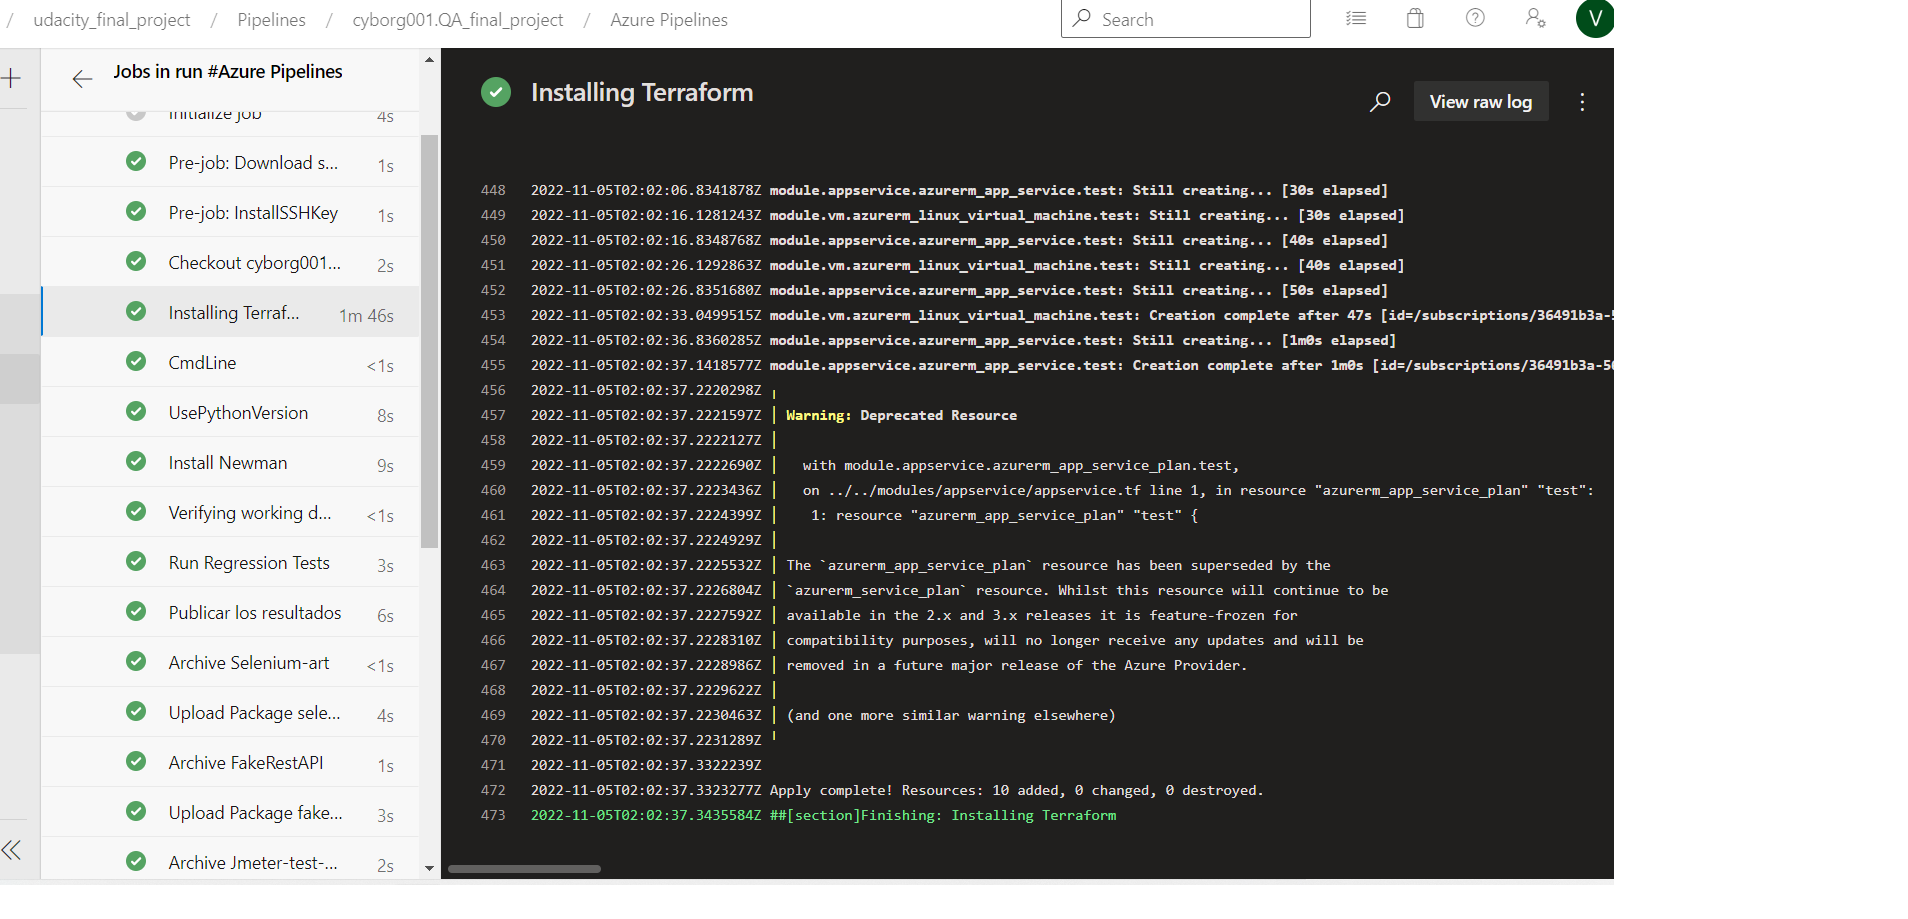 / udacity_final_project / Pipelines / cyborg001.QA_final_project / Azure Pipelines
Search
V
Jobs in run #Azure Pipelines
Initialize job 4s
Pre-job: Download s... 1s
Pre-job: InstallSSHKey 1s
Checkout cyborg001... 2s
Installing Terraf... 1m 46s
CmdLine <1s
UsePythonVersion 8s
Install Newman 9s
Verifying working d... <1s
Run Regression Tests 3s
Publicar los resultados 6s
Archive Selenium-art <1s
Upload Package sele... 4s
Archive FakeRestAPI 1s
Upload Package fake... 3s
Archive Jmeter-test-... 2s
Installing Terraform
View raw log
448 2022-11-05T02:02:06.8341878Z module.appservice.azurerm_app_service.test: Still creating... [30s elapsed]
449 2022-11-05T02:02:16.1281243Z module.vm.azurerm_linux_virtual_machine.test: Still creating... [30s elapsed]
450 2022-11-05T02:02:16.8348768Z module.appservice.azurerm_app_service.test: Still creating... [40s elapsed]
451 2022-11-05T02:02:26.1292863Z module.vm.azurerm_linux_virtual_machine.test: Still creating... [40s elapsed]
452 2022-11-05T02:02:26.8351680Z module.appservice.azurerm_app_service.test: Still creating... [50s elapsed]
453 2022-11-05T02:02:33.0499515Z module.vm.azurerm_linux_virtual_machine.test: Creation complete after 47s [id=/subscriptions/36491b3a-5
454 2022-11-05T02:02:36.8360285Z module.appservice.azurerm_app_service.test: Still creating... [1m0s elapsed]
455 2022-11-05T02:02:37.1418577Z module.appservice.azurerm_app_service.test: Creation complete after 1m0s [id=/subscriptions/36491b3a-56
456 2022-11-05T02:02:37.2220298Z ╷
457 2022-11-05T02:02:37.2221597Z │ Warning: Deprecated Resource
458 2022-11-05T02:02:37.2222127Z │
459 2022-11-05T02:02:37.2222690Z │   with module.appservice.azurerm_app_service_plan.test,
460 2022-11-05T02:02:37.2223436Z │   on ../../modules/appservice/appservice.tf line 1, in resource "azurerm_app_service_plan" "test":
461 2022-11-05T02:02:37.2224399Z │    1: resource "azurerm_app_service_plan" "test" {
462 2022-11-05T02:02:37.2224929Z │
463 2022-11-05T02:02:37.2225532Z │ The `azurerm_app_service_plan` resource has been superseded by the
464 2022-11-05T02:02:37.2226804Z │ `azurerm_service_plan` resource. Whilst this resource will continue to be
465 2022-11-05T02:02:37.2227592Z │ available in the 2.x and 3.x releases it is feature-frozen for
466 2022-11-05T02:02:37.2228310Z │ compatibility purposes, will no longer receive any updates and will be
467 2022-11-05T02:02:37.2228986Z │ removed in a future major release of the Azure Provider.
468 2022-11-05T02:02:37.2229622Z │
469 2022-11-05T02:02:37.2230463Z │ (and one more similar warning elsewhere)
470 2022-11-05T02:02:37.2231289Z ╵
471 2022-11-05T02:02:37.3322239Z
472 2022-11-05T02:02:37.3323277Z Apply complete! Resources: 10 added, 0 changed, 0 destroyed.
473 2022-11-05T02:02:37.3435584Z ##[section]Finishing: Installing Terraform